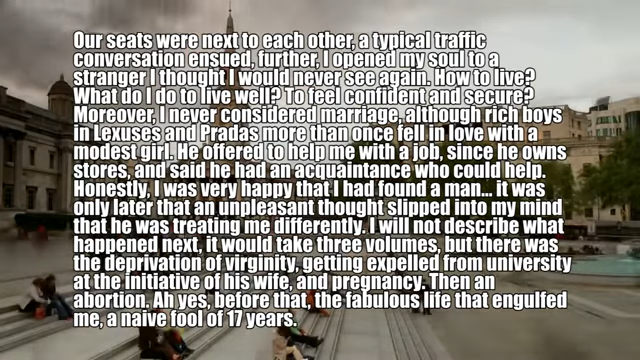 Our seats were next to each other, a typical traffic
conversation ensued, further, I opened my soul to a
stranger I thought I would never see again. How to live?
What do I do to live well? To feel confident and secure?
Moreover, I never considered marriage, although rich boys
in Lexuses and Pradas more than once fell in love with a
modest girl. He offered to help me with a job, since he owns
stores, and said he had an acquaintance who could help.
Honestly, I was very happy that I had found a man... it was
only later that an unpleasant thought slipped into my mind
that he was treating me differently. I will not describe what
happened next, it would take three volumes, but there was
the deprivation of virginity, getting expelled from university
at the initiative of his wife, and pregnancy. Then an
abortion. Ah yes, before that, the fabulous life that engulfed
me, a naive fool of 17 years.